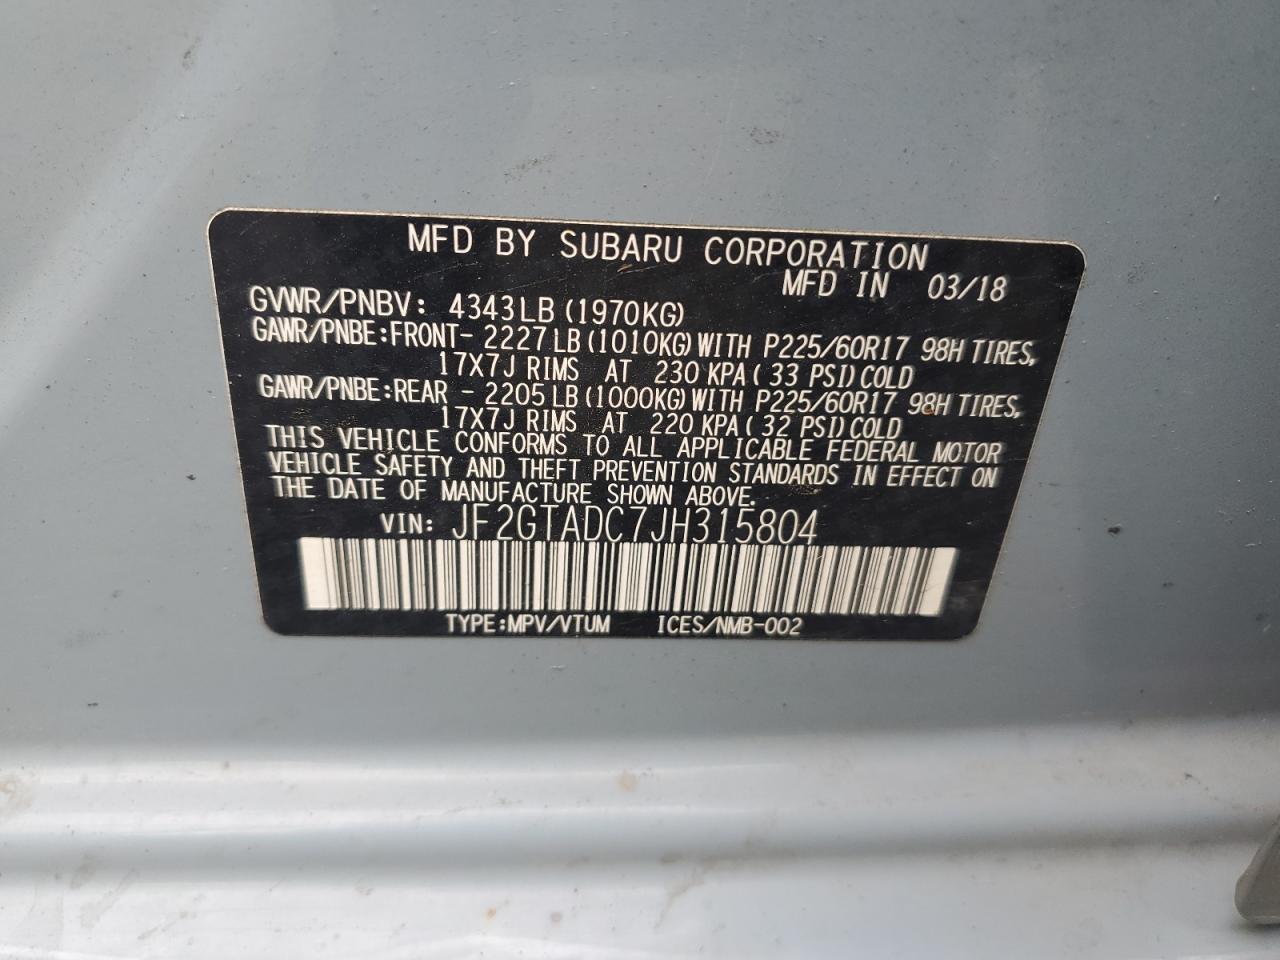 MFD BY SUBARU CORPORATION
MFD IN 03/18
GVWR/PNBV: 4343LB (1970KG)
GAWR/PNBE:FRONT- 2227LB (1010KG) WITH P225/60R17 98H TIRES,
17X7J RIMS AT 230 KPA ( 33 PSI) COLD
GAWR/PNBE:REAR - 2205LB (1000KG) WITH P225/60R17 98H TIRES,
17X7J RIMS AT 220 KPA ( 32 PSI) COLD
THIS VEHICLE CONFORMS TO ALL APPLICABLE FEDERAL MOTOR
VEHICLE SAFETY AND THEFT PREVENTION STANDARDS IN EFFECT ON
THE DATE OF MANUFACTURE SHOWN ABOVE.
VIN: JF2GTADC7JH315804
TYPE:MPV/VTUM ICES/NMB-002